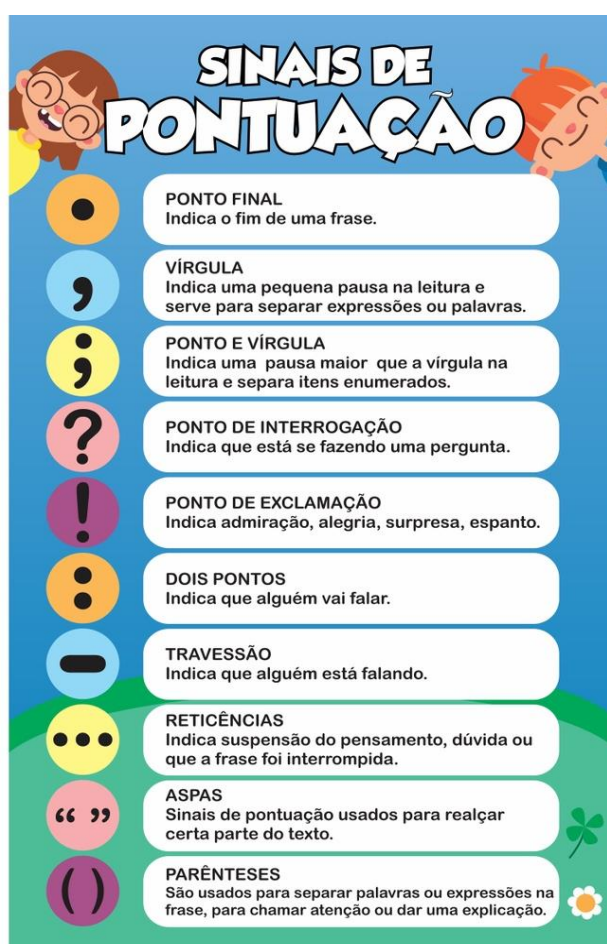 SINAIS DE
PONTUAÇÃO
.
PONTO FINAL
Indica o fim de uma frase.
,
VÍRGULA
Indica uma pequena pausa na leitura e
serve para separar expressões ou palavras.
;
PONTO E VÍRGULA
Indica uma pausa maior que a vírgula na
leitura e separa itens enumerados.
?
PONTO DE INTERROGAÇÃO
Indica que está se fazendo uma pergunta.
!
PONTO DE EXCLAMAÇÃO
Indica admiração, alegria, surpresa, espanto.
:
DOIS PONTOS
Indica que alguém vai falar.
-
TRAVESSÃO
Indica que alguém está falando.
...
RETICÊNCIAS
Indica suspensão do pensamento, dúvida ou
que a frase foi interrompida.
“ ”
ASPAS
Sinais de pontuação usados para realçar
certa parte do texto.
( )
PARÊNTESES
São usados para separar palavras ou expressões na
frase, para chamar atenção ou dar uma explicação.